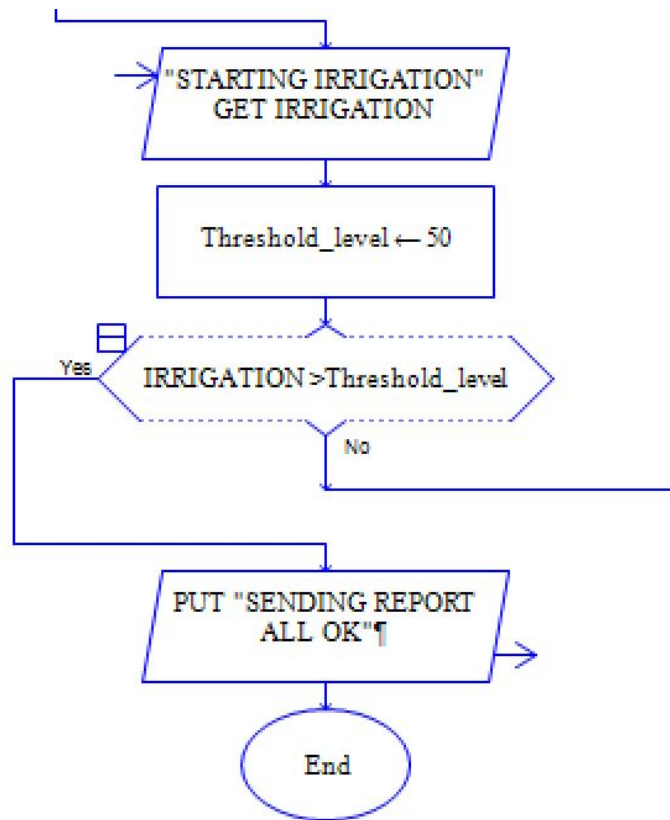 "STARTING IRRIGATION"
GET IRRIGATION
Threshold_level ← 50
Yes
IRRIGATION >Threshold_level
No
PUT "SENDING REPORT
ALL OK"¶
End